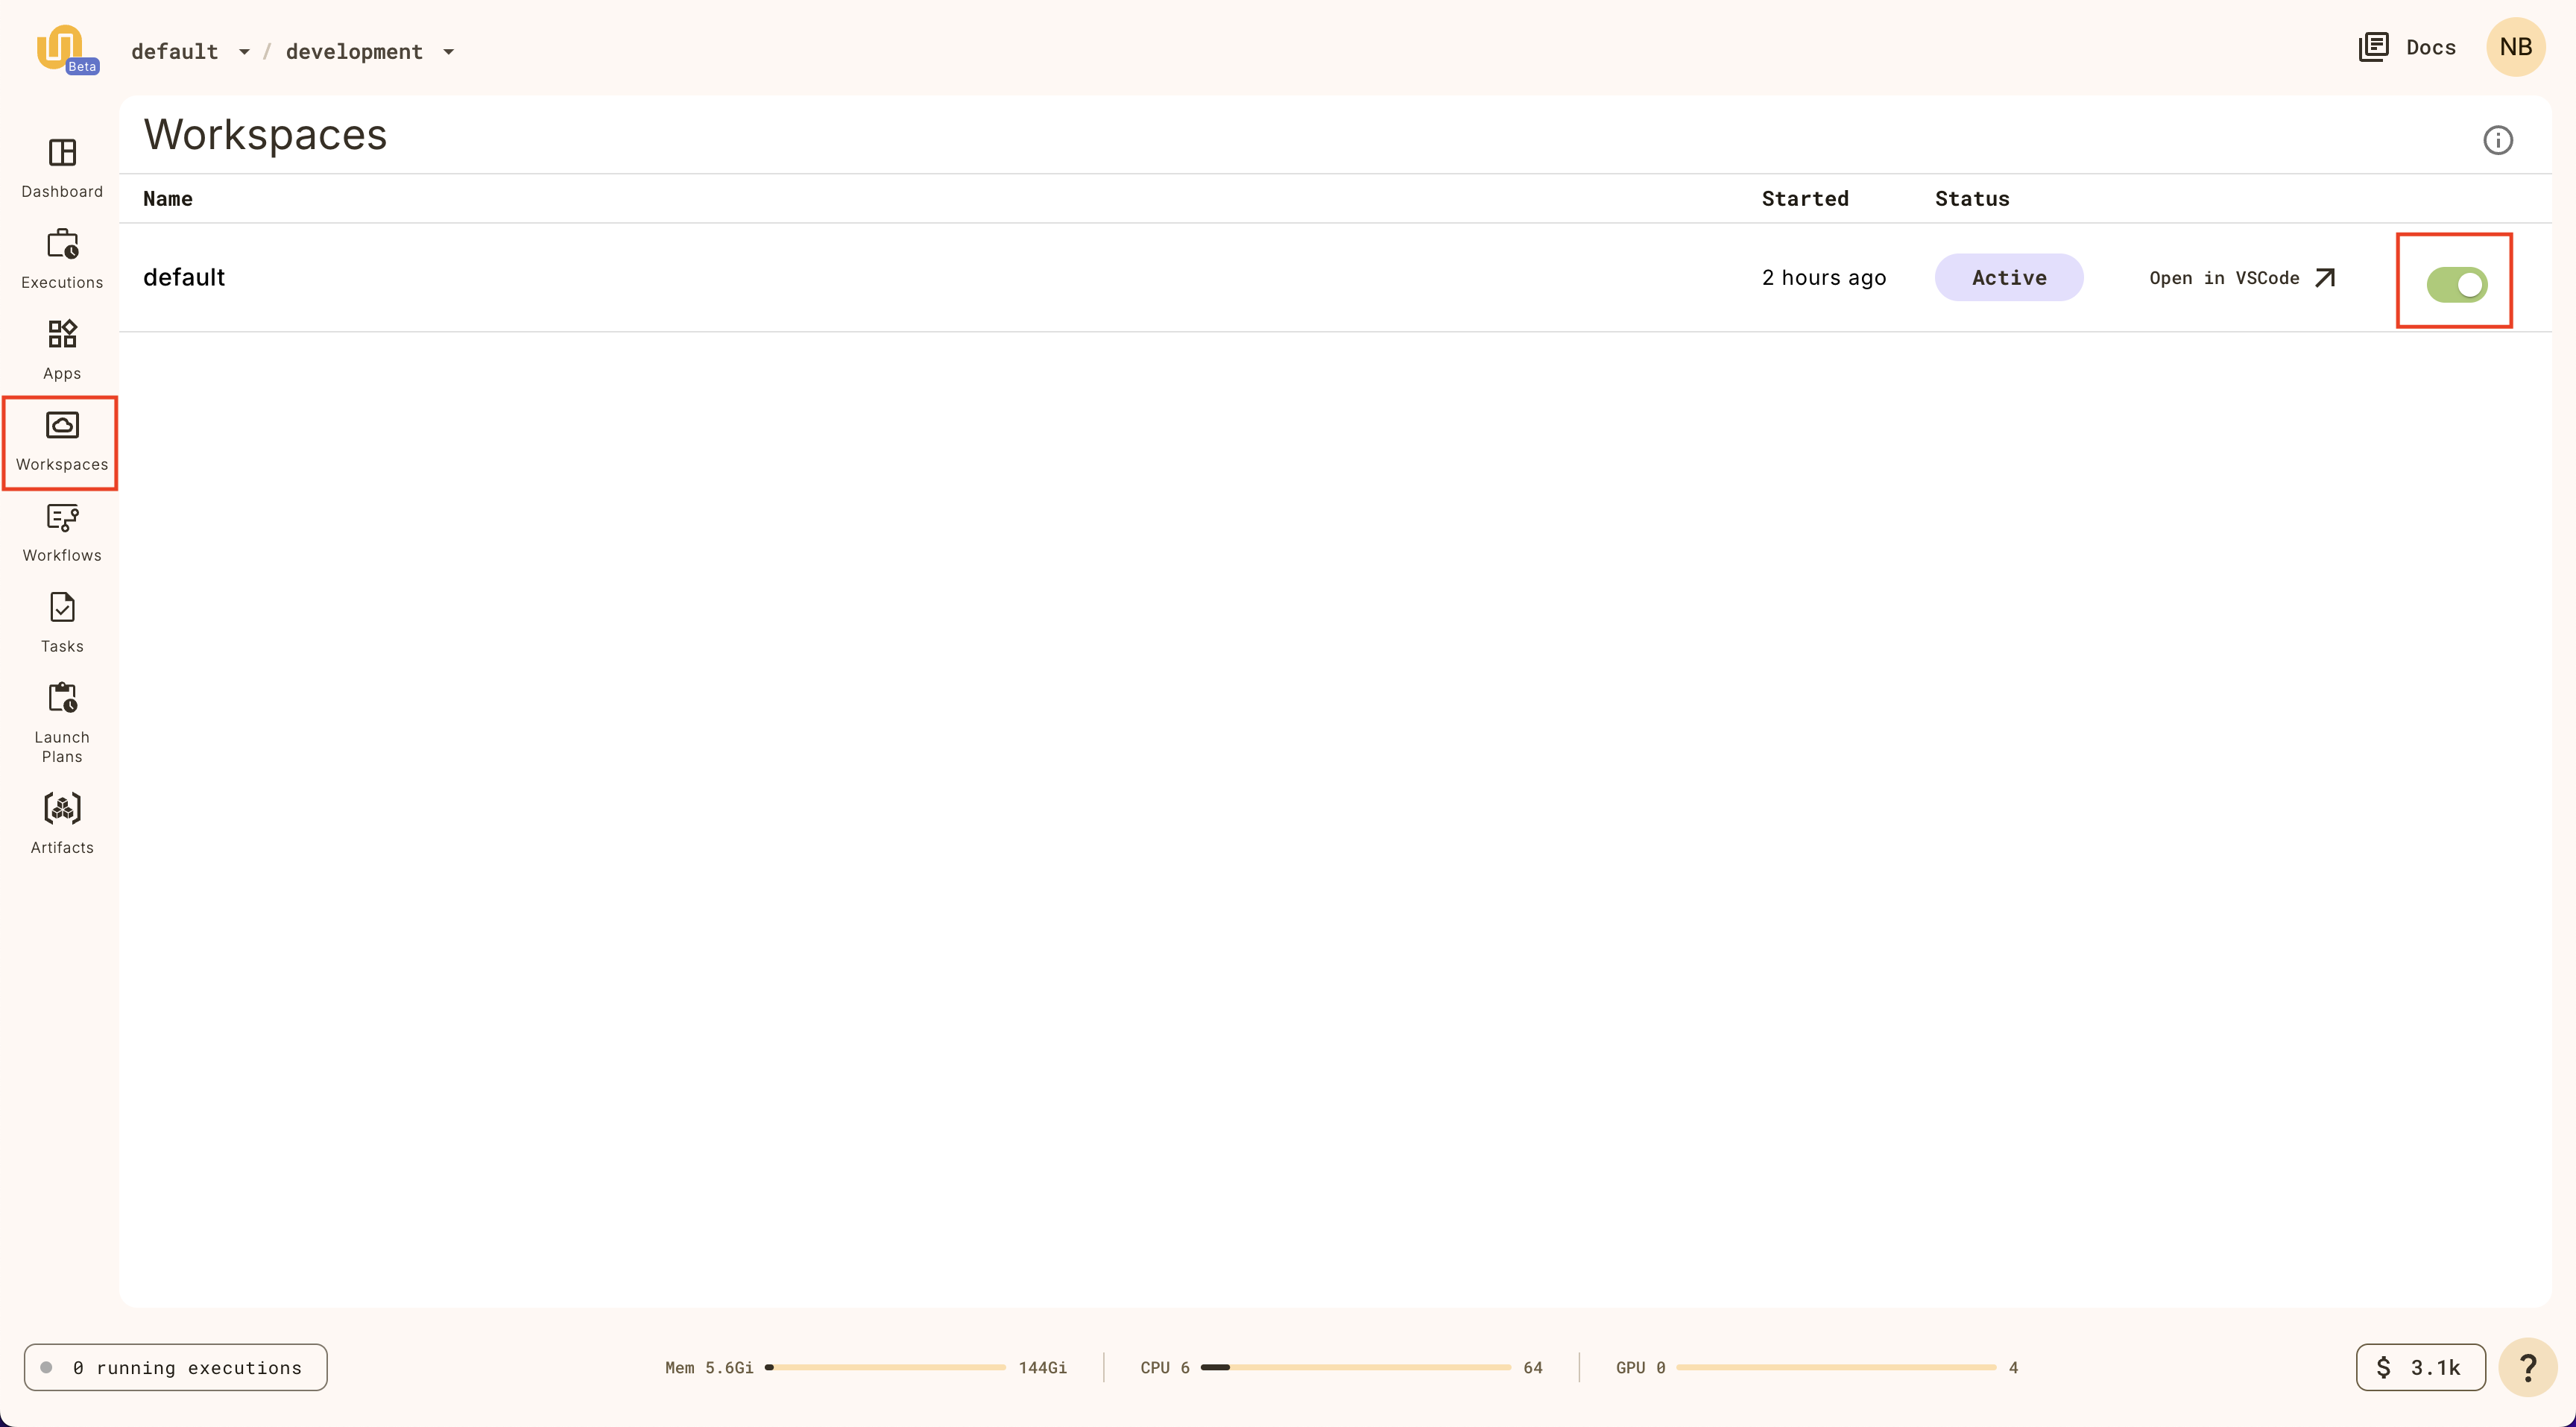 Beta
default / development
Docs
NB
Dashboard
Executions
Apps
Workspaces
Workflows
Tasks
Launch
Plans
Artifacts
Workspaces
Name Started Status
default 2 hours ago Active Open in VSCode
0 running executions
Mem 5.6Gi 144Gi
CPU 6 64
GPU 0 4
$ 3.1k
?